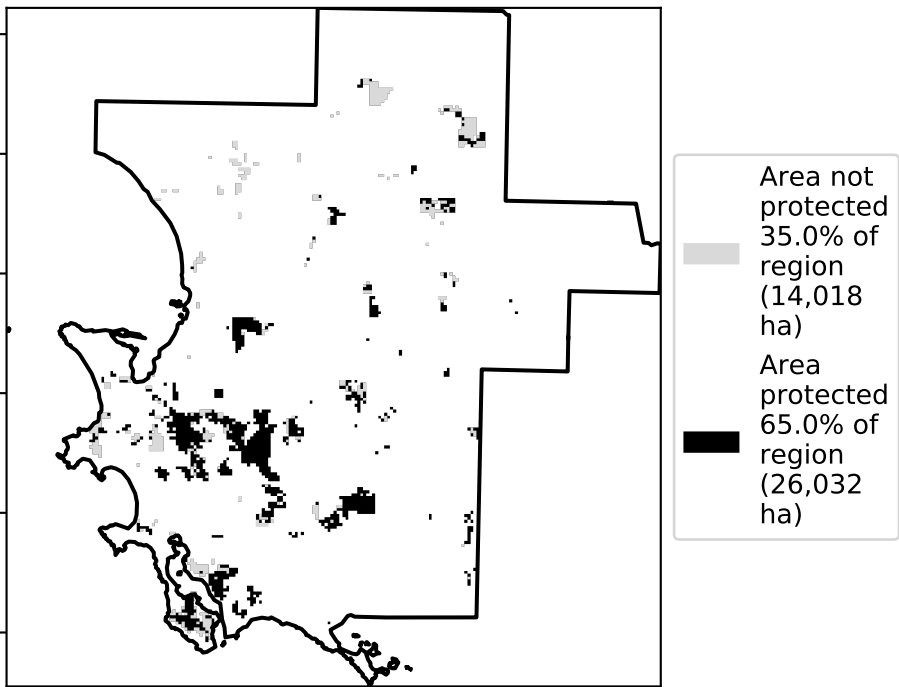 Area not
protected
35.0% of
region
(14,018
ha)
Area
protected
65.0% of
region
(26,032
ha)